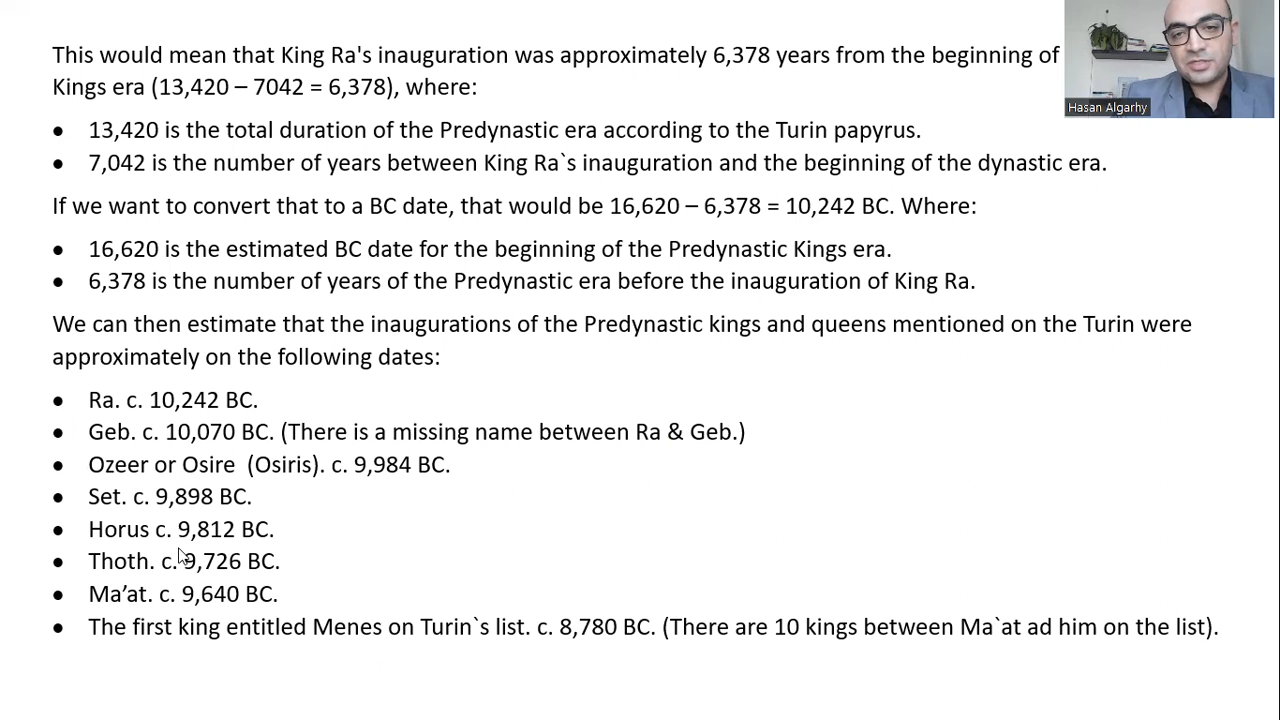 This would mean that King Ra's inauguration was approximately 6,378 years from the beginning of
Kings era (13,420 – 7042 = 6,378), where:
• 13,420 is the total duration of the Predynastic era according to the Turin papyrus.
• 7,042 is the number of years between King Ra`s inauguration and the beginning of the dynastic era.
If we want to convert that to a BC date, that would be 16,620 – 6,378 = 10,242 BC. Where:
• 16,620 is the estimated BC date for the beginning of the Predynastic Kings era.
• 6,378 is the number of years of the Predynastic era before the inauguration of King Ra.
We can then estimate that the inaugurations of the Predynastic kings and queens mentioned on the Turin were
approximately on the following dates:
• Ra. c. 10,242 BC.
• Geb. c. 10,070 BC. (There is a missing name between Ra & Geb.)
• Ozeer or Osire  (Osiris). c. 9,984 BC.
• Set. c. 9,898 BC.
• Horus c. 9,812 BC.
• Thoth. c. 9,726 BC.
• Ma’at. c. 9,640 BC.
• The first king entitled Menes on Turin`s list. c. 8,780 BC. (There are 10 kings between Ma`at ad him on the list).
Hasan Algarhy